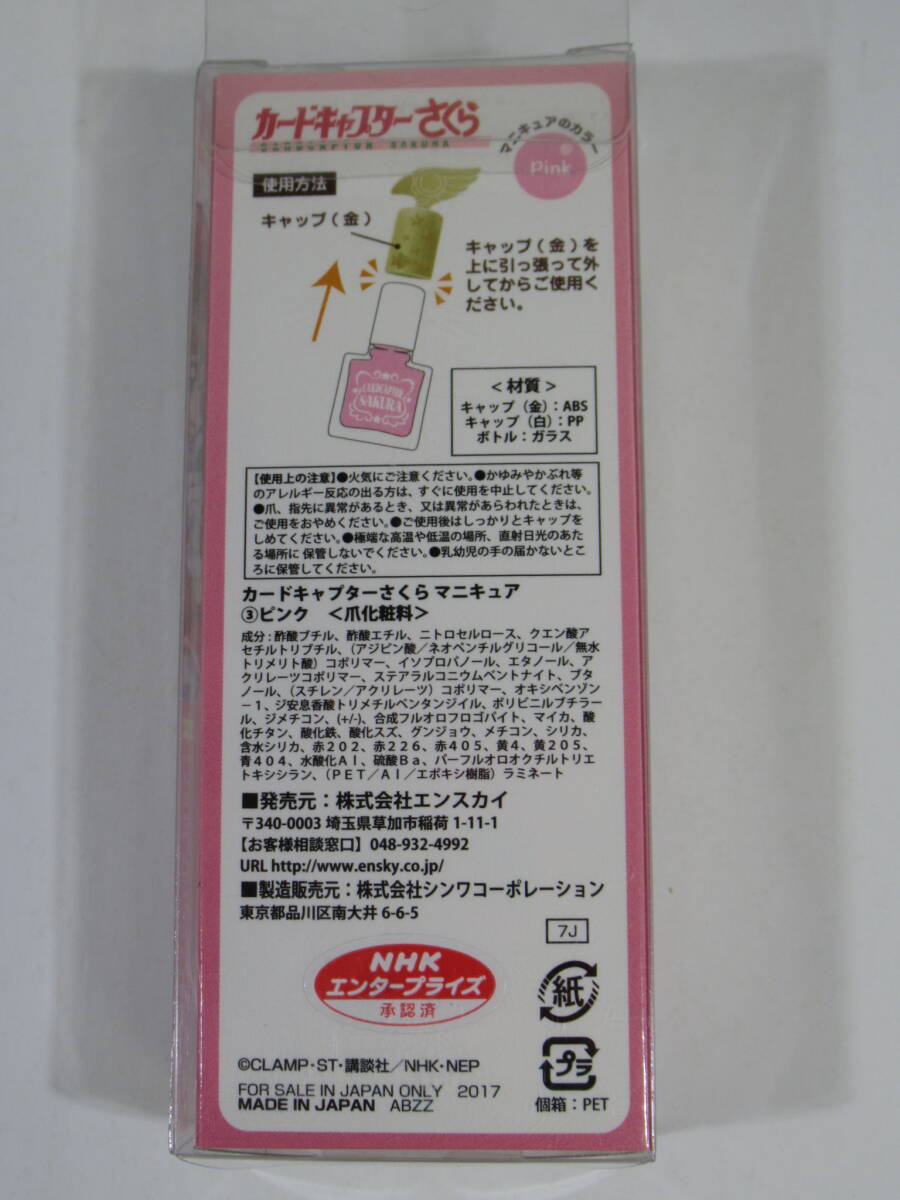 カードキャプターさくら
CARDCAPTOR SAKURA
マニキュアのカラー
Pink
使用方法
キャップ(金)
キャップ(金)を
上に引っ張って外
してからご使用く
ださい。
CARDCAPTOR
SAKURA
<材質>
キャップ(金):ABS
キャップ(白):PP
ボトル:ガラス
【使用上の注意】●火気にご注意ください。●かゆみやかぶれ等
のアレルギー反応の出る方は、すぐに使用を中止してください。
●爪、指先に異常があるとき、又は異常があらわれたときは、
ご使用をおやめください。●ご使用後はしっかりとキャップを
しめてください。●極端な高温や低温の場所、直射日光のあた
る場所に 保管しないでください。●乳幼児の手の届かないとこ
ろに保管してください。
カードキャプターさくら マニキュア
③ピンク <爪化粧料>
成分:酢酸ブチル、酢酸エチル、ニトロセルロース、クエン酸ア
セチルトリブチル、(アジピン酸/ネオペンチルグリコール/無水
トリメリト酸)コポリマー、イソプロパノール、エタノール、ア
クリレーツコポリマー、ステアラルコニウムベントナイト、ブタ
ノール、(スチレン/アクリレーツ)コポリマー、オキシベンゾン
-1、ジ安息香酸トリメチルペンタンジイル、ポリビニルブチラー
ル、ジメチコン、(+/-)、合成フルオロフロゴパイト、マイカ、酸
化チタン、酸化鉄、酸化スズ、グンジョウ、メチコン、シリカ、
含水シリカ、赤202、赤226、赤405、黄4、黄205、
青404、水酸化Al、硫酸Ba、パーフルオロオクチルトリエ
トキシシラン、(PET/Al/エポキシ樹脂)ラミネート
■発売元:株式会社エンスカイ
〒340-0003 埼玉県草加市稲荷 1-11-1
【お客様相談窓口】048-932-4992
URL http://www.ensky.co.jp/
■製造販売元:株式会社シンワコーポレーション
東京都品川区南大井 6-6-5
7J
NHK
エンタープライズ
承認済
紙
プラ
個箱:PET
©CLAMP・ST・講談社/NHK・NEP
FOR SALE IN JAPAN ONLY 2017
MADE IN JAPAN ABZZ